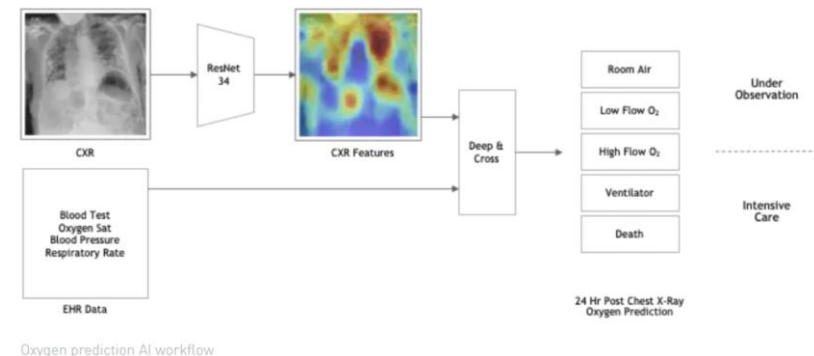 ResNet
34
CXR
CXR Features
Blood Test
Oxygen Sat
Blood Pressure
Respiratory Rate
EHR Data
Deep &
Cross
Room Air
Low Flow O₂
High Flow O₂
Ventilator
Death
Under
Observation
Intensive
Care
24 Hr Post Chest X-Ray
Oxygen Prediction
Oxygen prediction AI workflow